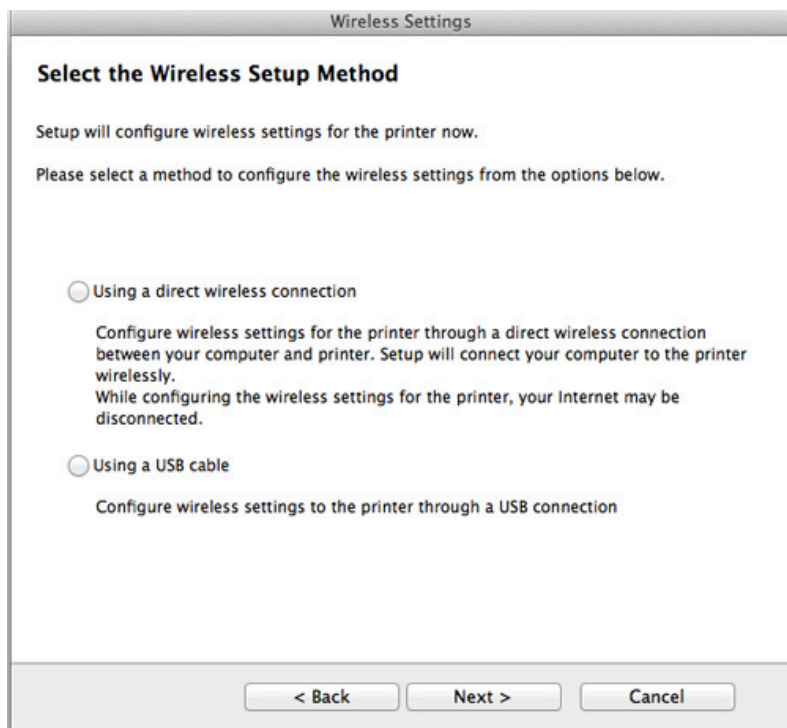 Wireless Settings
Select the Wireless Setup Method
Setup will configure wireless settings for the printer now.
Please select a method to configure the wireless settings from the options below.
Using a direct wireless connection
Configure wireless settings for the printer through a direct wireless connection
between your computer and printer. Setup will connect your computer to the printer
wirelessly.
While configuring the wireless settings for the printer, your Internet may be
disconnected.
Using a USB cable
Configure wireless settings to the printer through a USB connection
< Back Next > Cancel